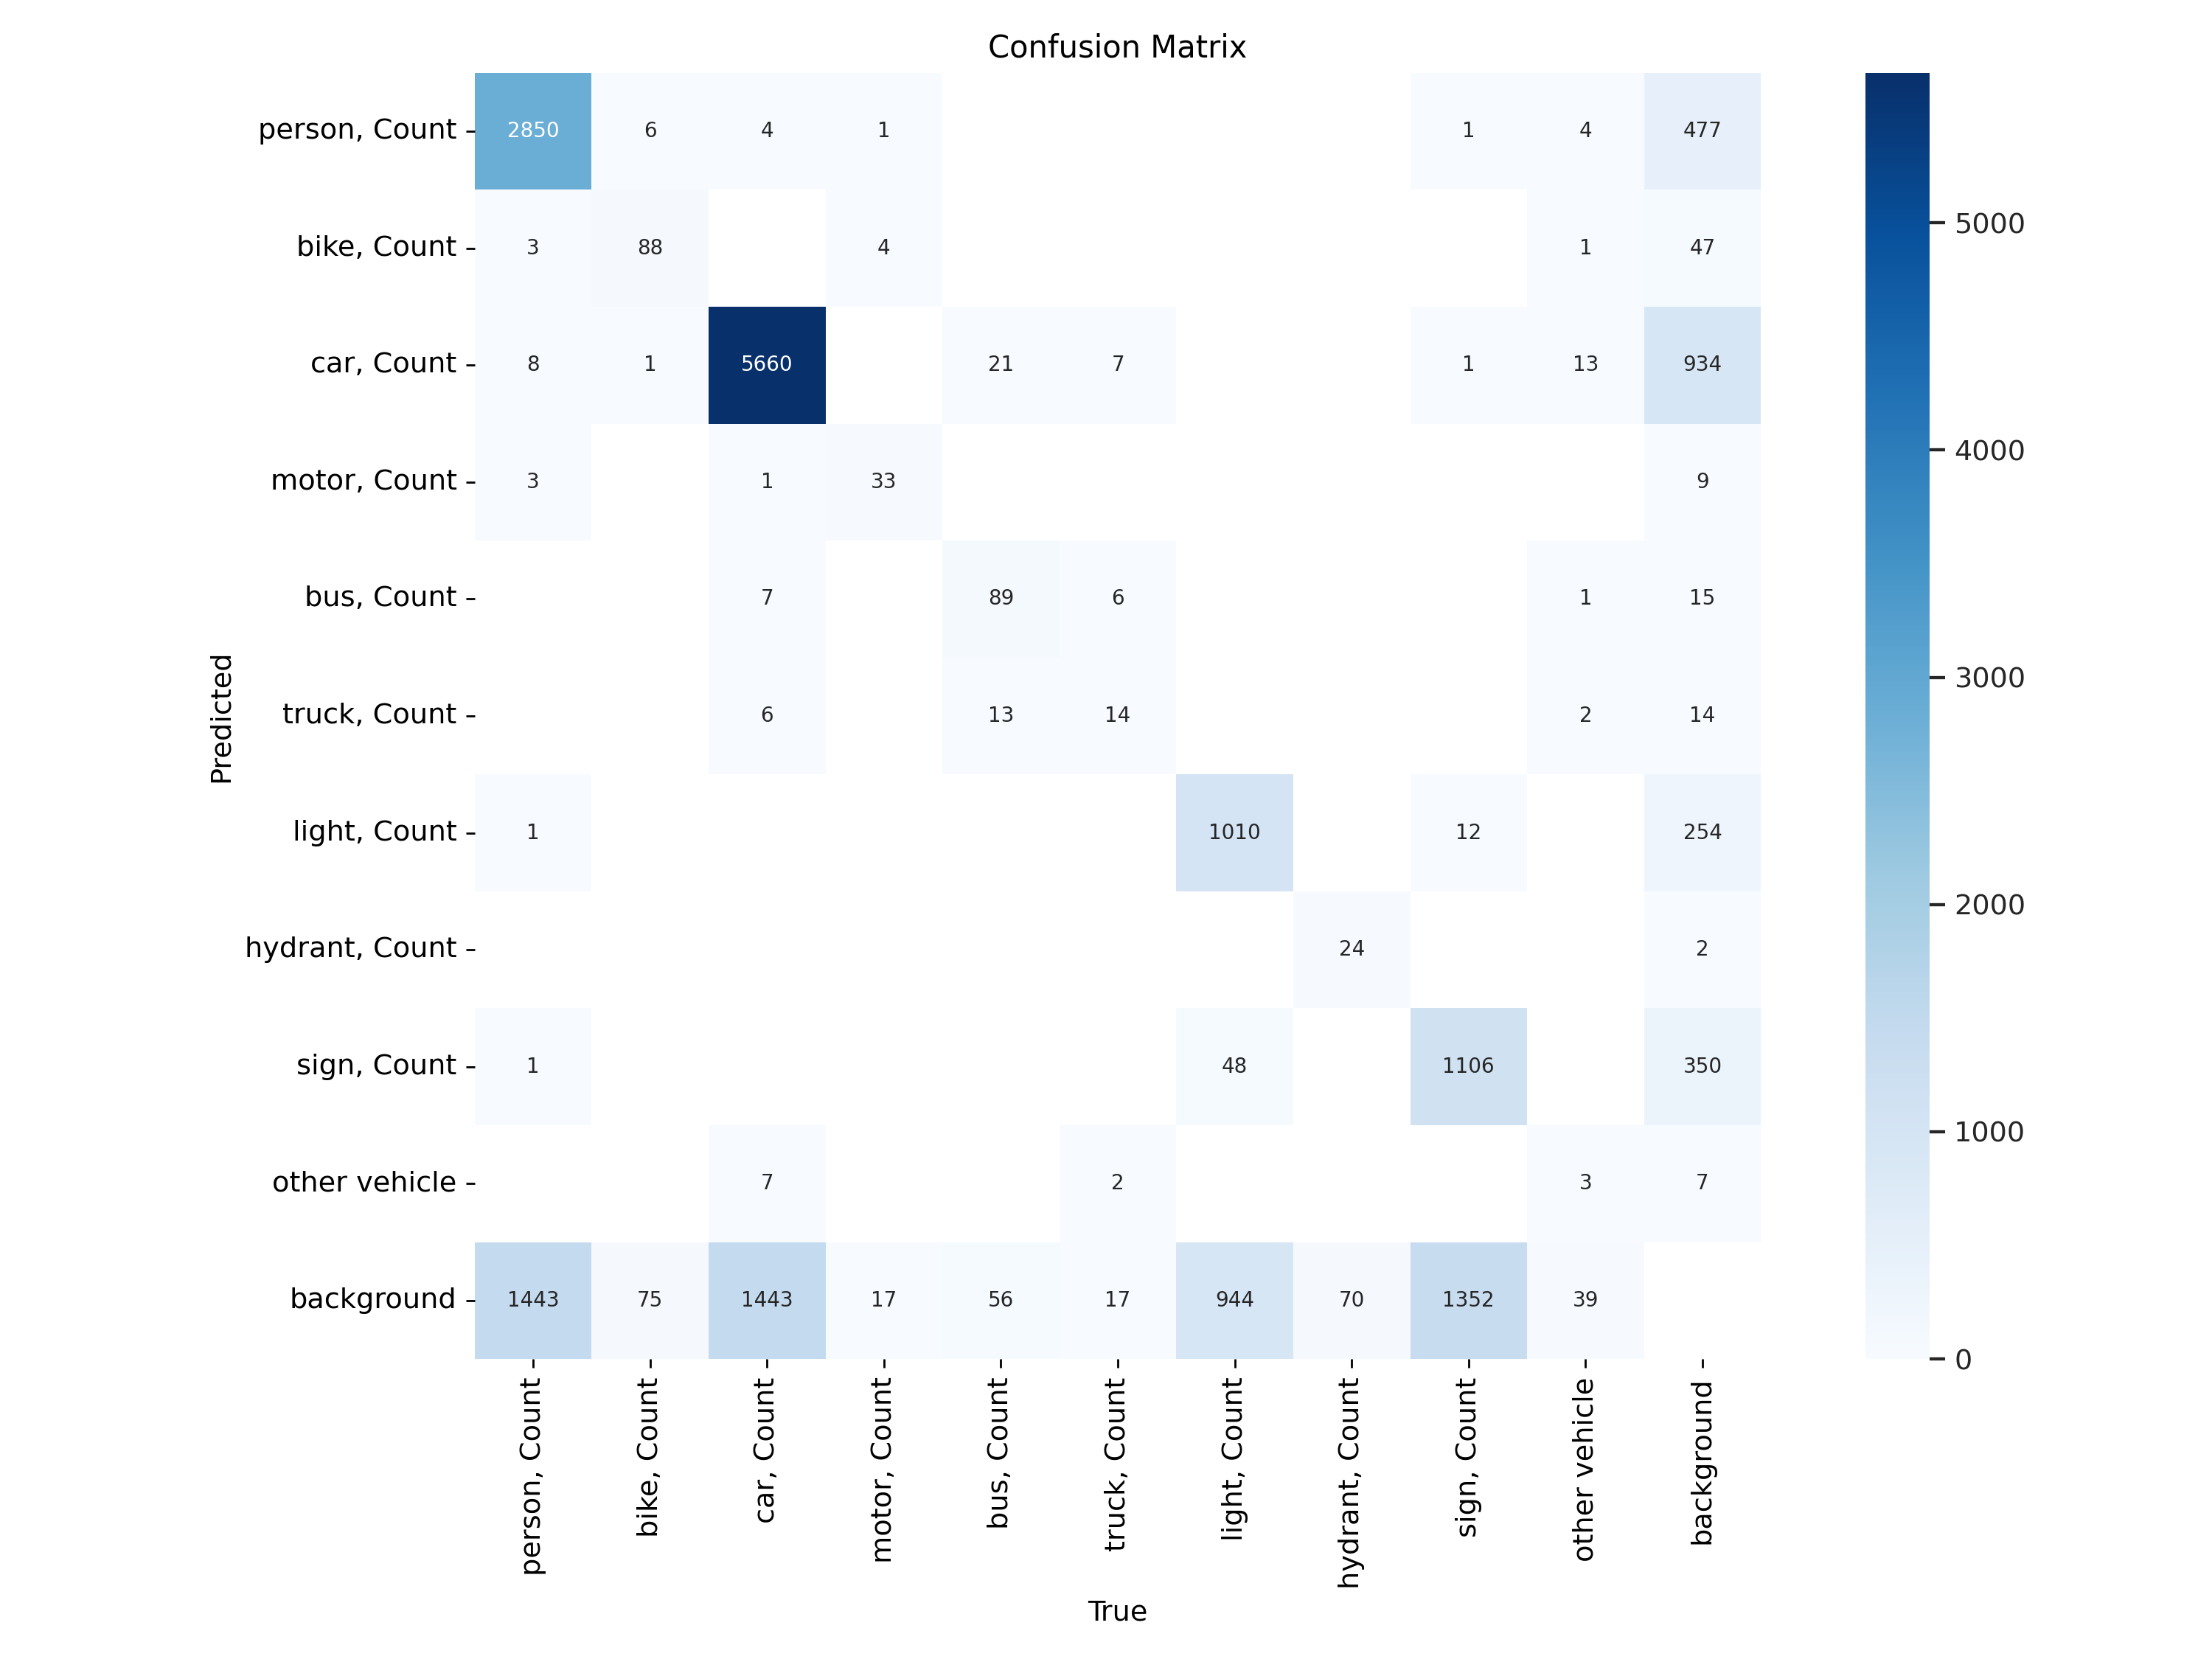 Confusion Matrix
person, Count 2850 6 4 1 1 4 477
bike, Count 3 88 4 1 47
car, Count 8 1 5660 21 7 1 13 934
motor, Count 3 1 33 9
bus, Count 7 89 6 1 15
truck, Count 6 13 14 2 14
light, Count 1 1010 12 254
hydrant, Count 24 2
sign, Count 1 48 1106 350
other vehicle 7 2 3 7
background 1443 75 1443 17 56 17 944 70 1352 39
Predicted
person, Count
bike, Count
car, Count
motor, Count
bus, Count
truck, Count
light, Count
hydrant, Count
sign, Count
other vehicle
background
True
5000
4000
3000
2000
1000
0